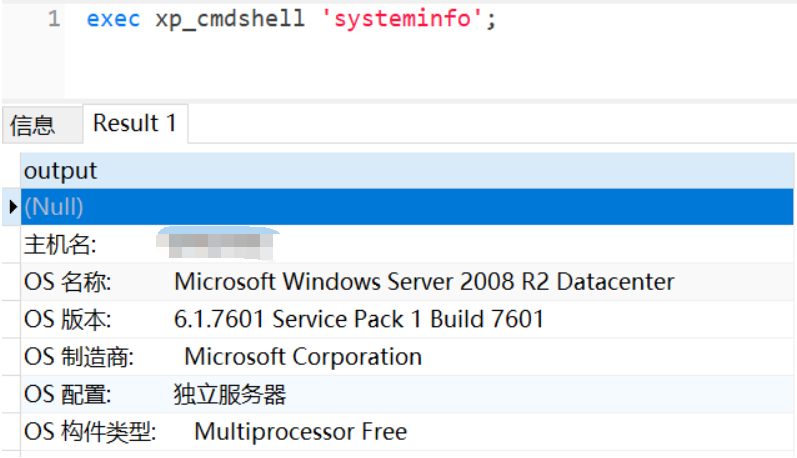 1 exec xp_cmdshell 'systeminfo';
信息 Result 1
output
(Null)
主机名:
OS 名称: Microsoft Windows Server 2008 R2 Datacenter
OS 版本: 6.1.7601 Service Pack 1 Build 7601
OS 制造商: Microsoft Corporation
OS 配置: 独立服务器
OS 构件类型: Multiprocessor Free